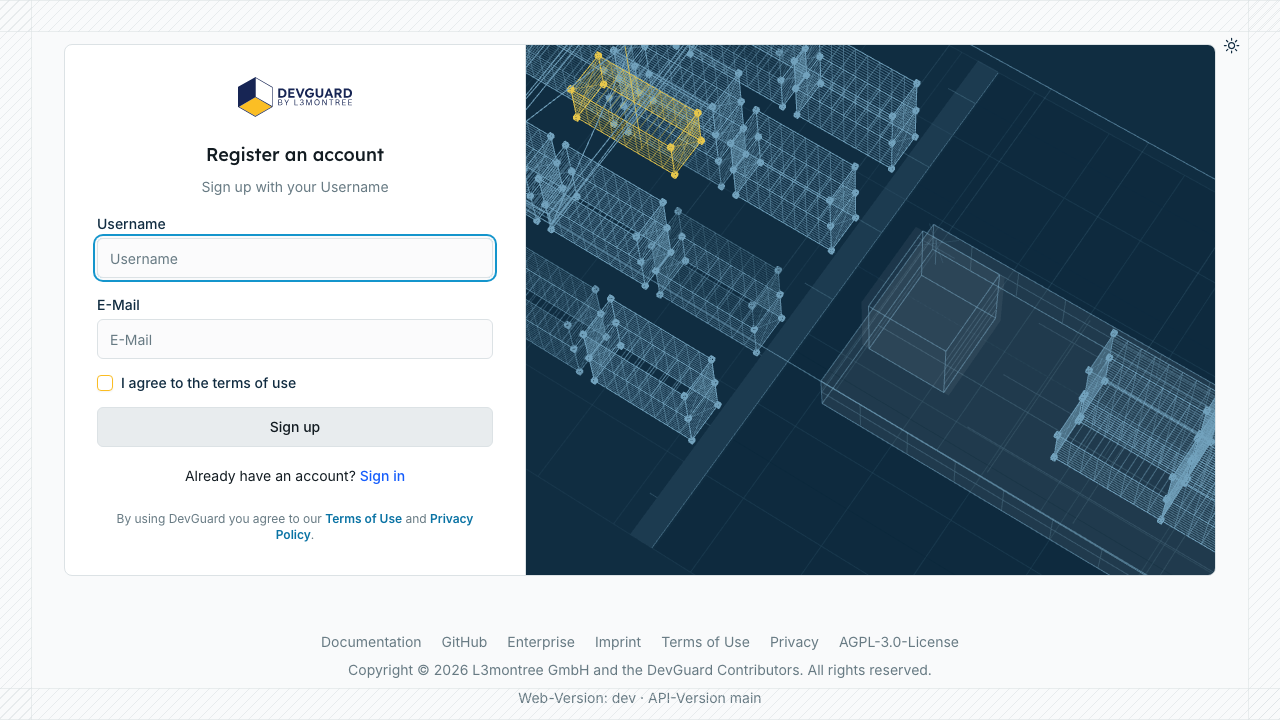 DEVGUARD
BY L3MONTREE
Register an account
Sign up with your Username
Username
Username
E-Mail
E-Mail
I agree to the terms of use
Sign up
Already have an account? Sign in
By using DevGuard you agree to our Terms of Use and Privacy
Policy.
Documentation GitHub Enterprise Imprint Terms of Use Privacy AGPL-3.0-License
Copyright © 2026 L3montree GmbH and the DevGuard Contributors. All rights reserved.
Web-Version: dev · API-Version main